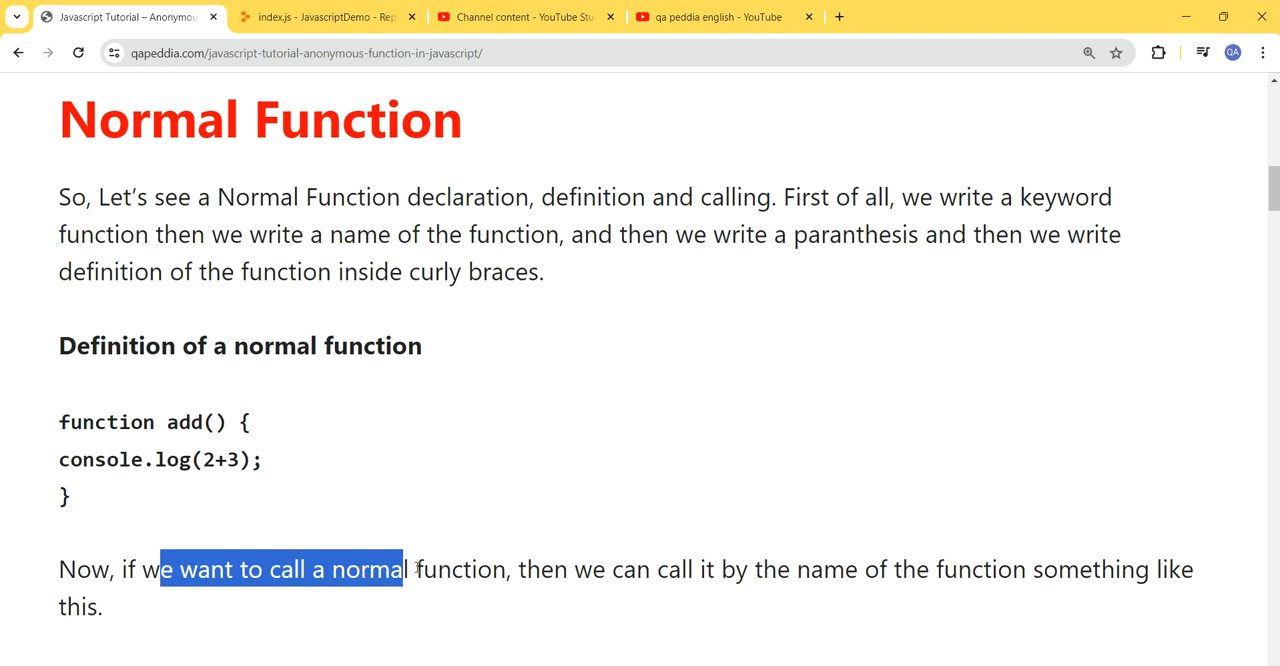 Javascript Tutorial – Anonymou
index.js - JavascriptDemo - Rep
Channel content - YouTube Stu
qa peddia english - YouTube
qapeddia.com/javascript-tutorial-anonymous-function-in-javascript/
QA
Normal Function
So, Let’s see a Normal Function declaration, definition and calling. First of all, we write a keyword
function then we write a name of the function, and then we write a paranthesis and then we write
definition of the function inside curly braces.
Definition of a normal function
function add() {
console.log(2+3);
}
Now, if we want to call a normal function, then we can call it by the name of the function something like
this.